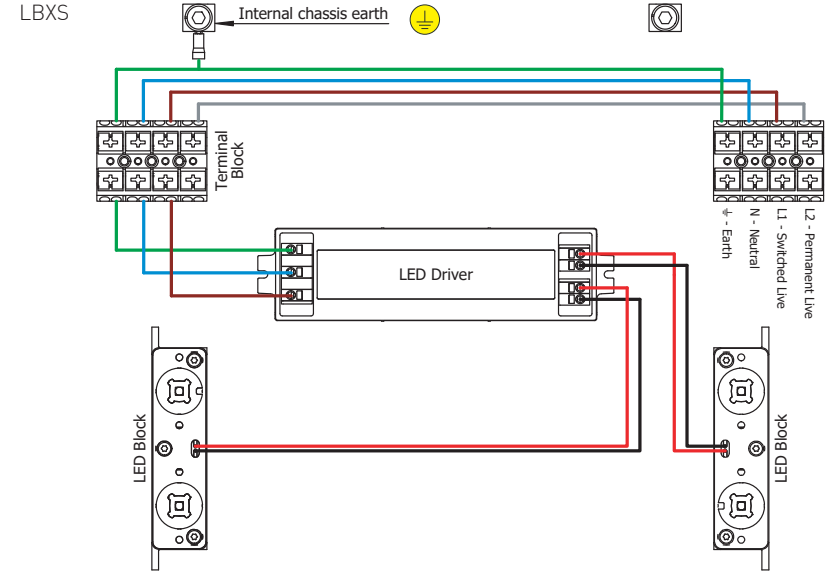 LBXS
Internal chassis earth
Terminal
Block
⏚ - Earth
N - Neutral
L1 - Switched Live
L2 - Permanent Live
LED Driver
LED Block
LED Block